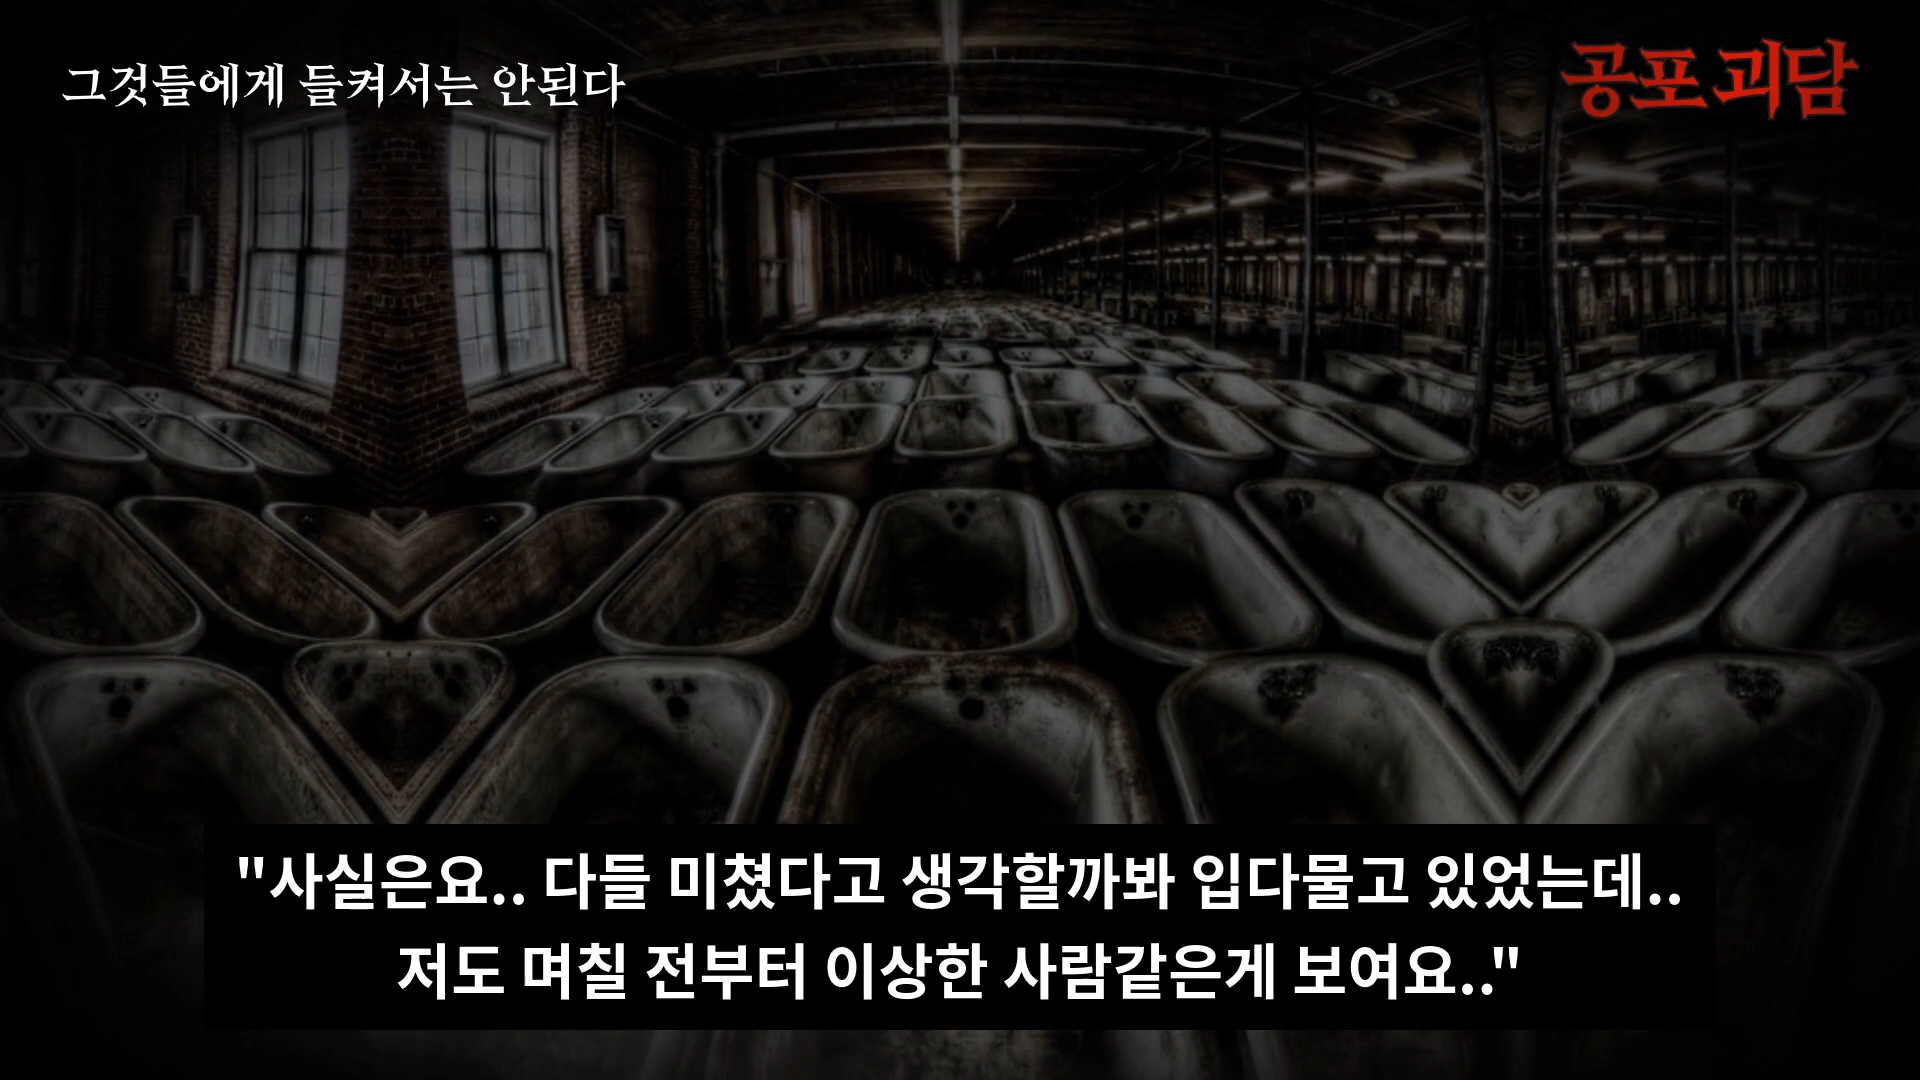 그것들에게 들켜서는 안된다
공포 괴담
"사실은요.. 다들 미쳤다고 생각할까봐 입다물고 있었는데..
저도 며칠 전부터 이상한 사람같은게 보여요.."